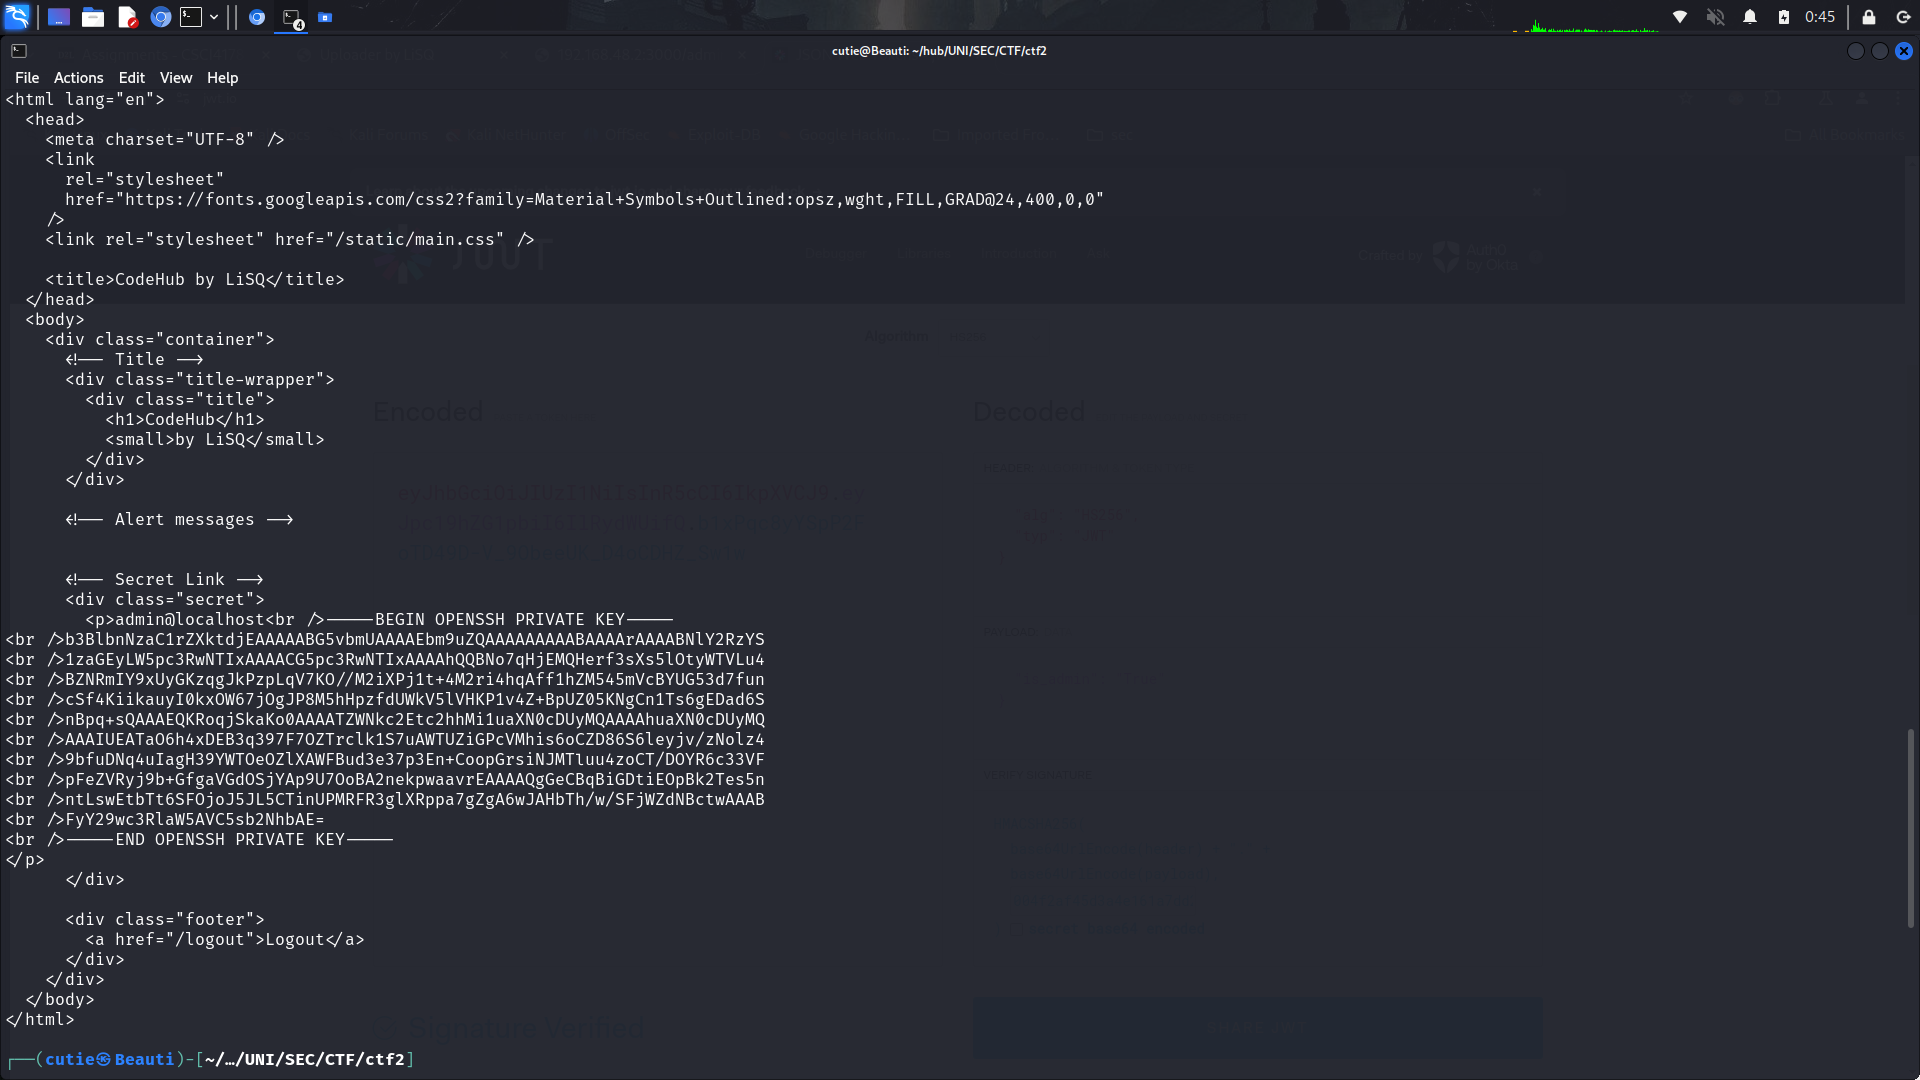 0:45
4
cutie@Beauti: ~/hub/UNI/SEC/CTF/ctf2
File Actions Edit View Help
<html lang="en">
  <head>
    <meta charset="UTF-8" />
    <link
      rel="stylesheet"
      href="https://fonts.googleapis.com/css2?family=Material+Symbols+Outlined:opsz,wght,FILL,GRAD@24,400,0,0"
    />
    <link rel="stylesheet" href="/static/main.css" />
    <title>CodeHub by LiSQ</title>
  </head>
  <body>
    <div class="container">
      <!-- Title -->
      <div class="title-wrapper">
        <div class="title">
          <h1>CodeHub</h1>
          <small>by LiSQ</small>
        </div>
      </div>
      <!-- Alert messages -->
      <!-- Secret Link -->
      <div class="secret">
        <p>admin@localhost<br />-----BEGIN OPENSSH PRIVATE KEY-----
<br />b3BlbnNzaC1rZXktdjEAAAAABG5vbmUAAAAEbm9uZQAAAAAAAAABAAAArAAAABNlY2RzYS
<br />1zaGEyLW5pc3RwNTIxAAAACG5pc3RwNTIxAAAAhQQBNo7qHjEMQHerf3sXs5lOtyWTVLu4
<br />BZNRmIY9xUyGKzqgJkPzpLqV7KO//M2iXPj1t+4M2ri4hqAff1hZM545mVcBYUG53d7fun
<br />cSf4KiikauyI0kxOW67jOgJP8M5hHpzfdUWkV5lVHKP1v4Z+BpUZ05KNgCn1Ts6gEDad6S
<br />nBpq+sQAAAEQKRoqjSkaKo0AAAATZWNkc2Etc2hhMi1uaXN0cDUyMQAAAAhuaXN0cDUyMQ
<br />AAAIUEATaO6h4xDEB3q397F7OZTrclk1S7uAWTUZiGPcVMhis6oCZD86S6leyjv/zNolz4
<br />9bfuDNq4uIagH39YWTOeOZlXAWFBud3e37p3En+CoopGrsiNJMTluu4zoCT/DOYR6c33VF
<br />pFeZVRyj9b+GfgaVGdOSjYAp9U7OoBA2nekpwaavrEAAAAQgGeCBqBiGDtiEOpBk2Tes5n
<br />ntLswEtbTt6SFOjoJ5JL5CTinUPMRFR3glXRppa7gZgA6wJAHbTh/w/SFjWZdNBctwAAAB
<br />FyY29wc3RlaW5AVC5sb2NhbAE=
<br />-----END OPENSSH PRIVATE KEY-----
</p>
      </div>
      <div class="footer">
        <a href="/logout">Logout</a>
      </div>
    </div>
  </body>
</html>
┌──(cutie㉿Beauti)-[~/…/UNI/SEC/CTF/ctf2]
Encoded
Decoded
Signature Verified